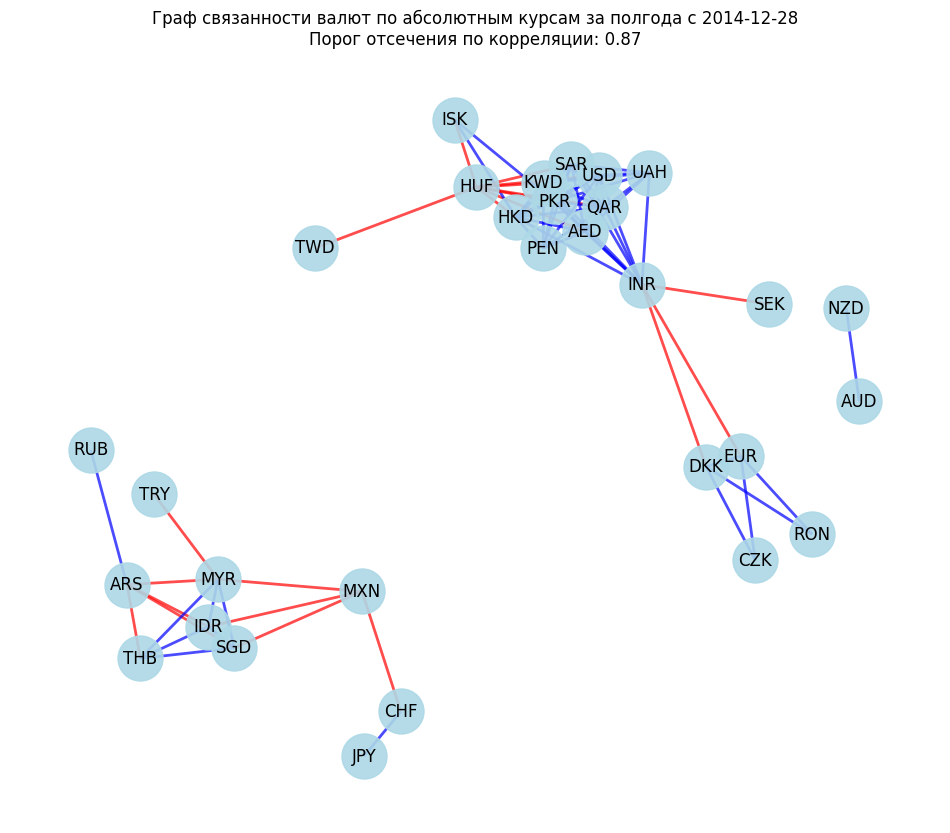 Граф связанности валют по абсолютным курсам за полгода с 2014-12-28
Порог отсечения по корреляции: 0.87
ISK
SAR
UAH
USD
KWD
HUF
PKR
QAR
HKD
AED
TWD
PEN
INR
SEK
NZD
AUD
RUB
EUR
DKK
TRY
RON
CZK
MYR
ARS
MXN
IDR
SGD
THB
CHF
JPY